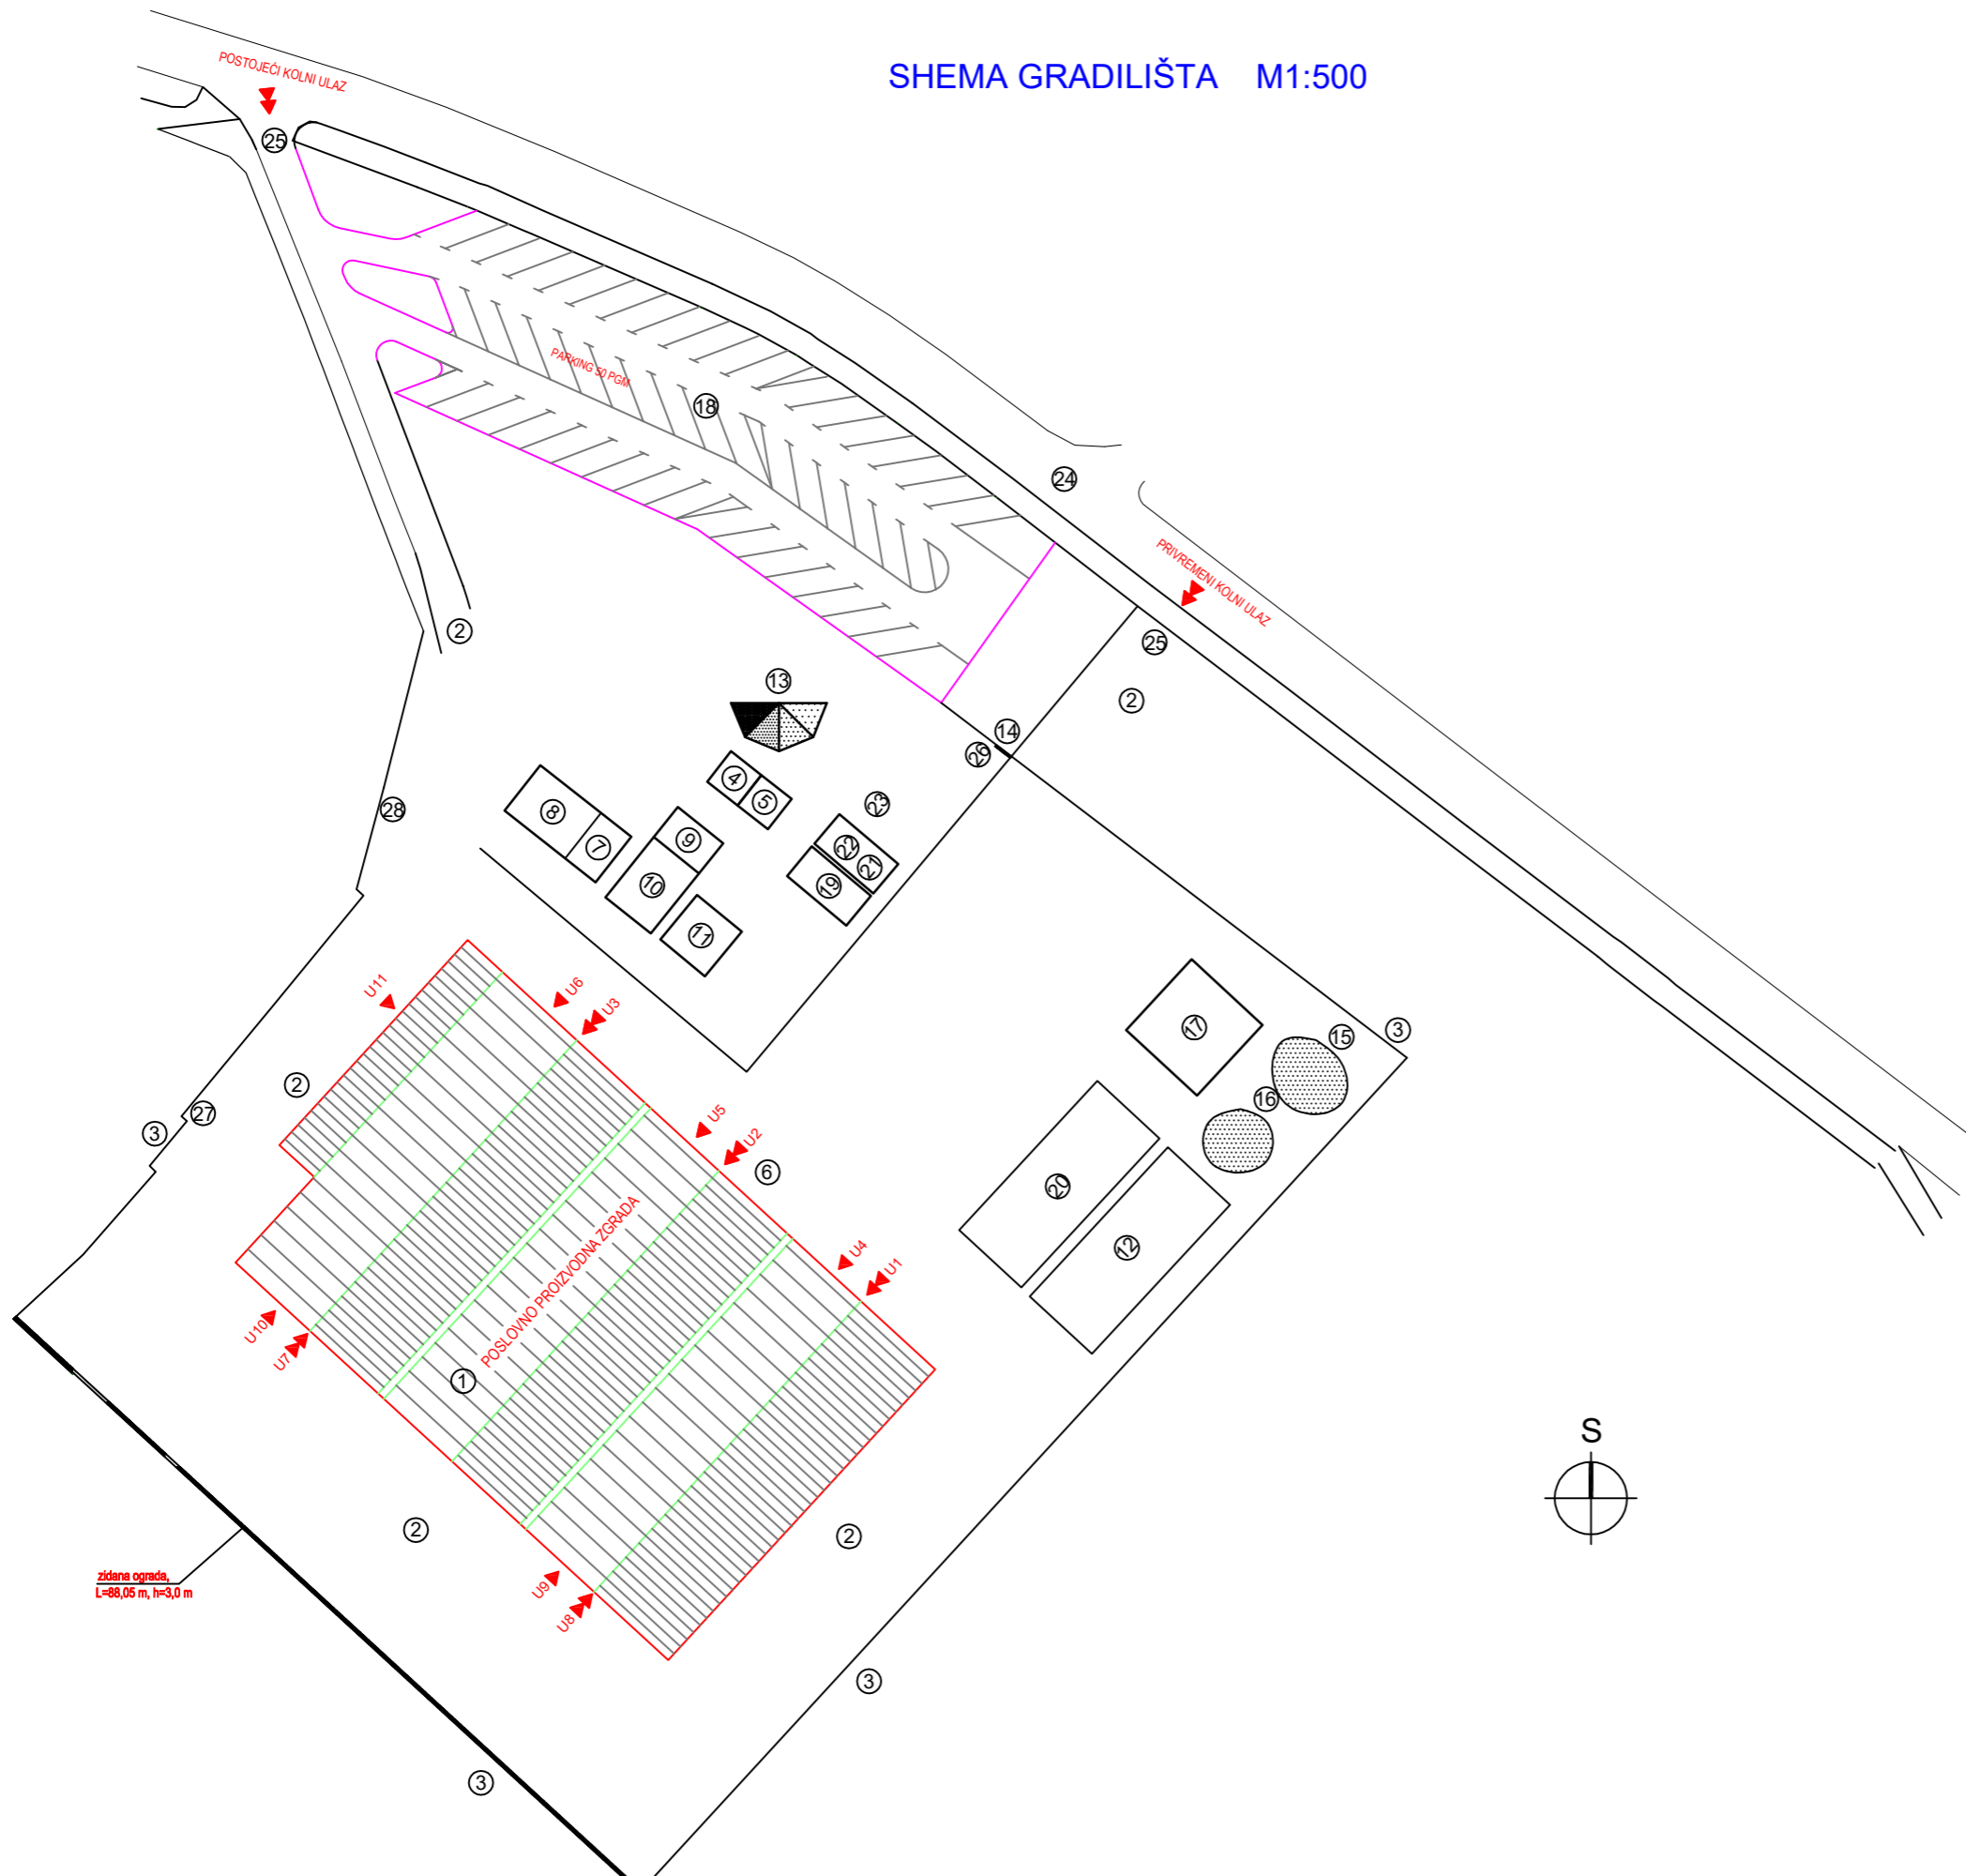 SHEMA GRADILIŠTA M1:500
POSTOJEĆI KOLNI ULAZ
25
PARKING 50 PGM
18
24
PRIVREMENI KOLNI ULAZ
2
25
13
2
14
26
4
5
23
28
8
7
9
22
21
10
19
11
U11
U6
U3
17
15
3
2
16
3
27
U5
U2
6
20
12
POSLOVNO PROIZVODNA ZGRADA
U4
U1
U10
U7
1
S
2
2
zidana ograda,
L=88,05 m, h=3,0 m
U9
U8
3
3